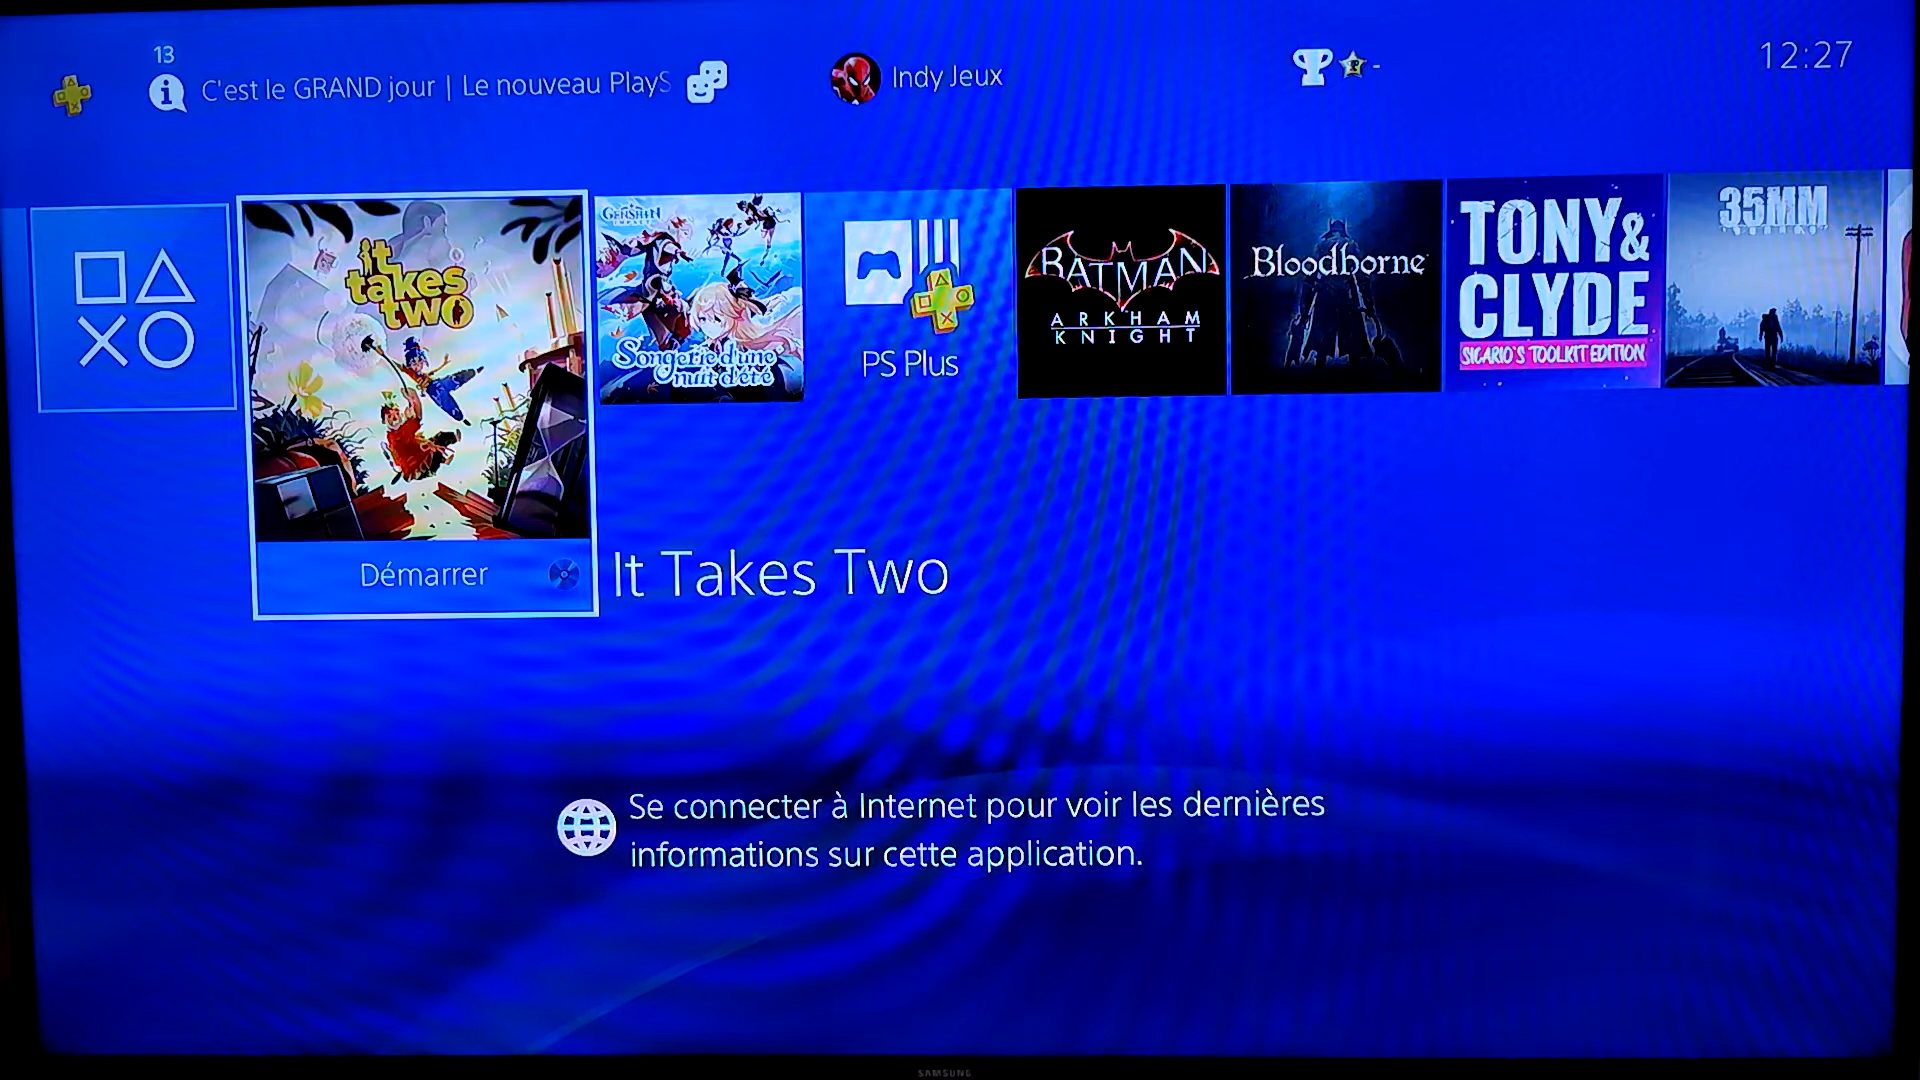 13
C'est le GRAND jour | Le nouveau PlayS
Indy Jeux
-
12:27
it
takes
two
GENSHIN
IMPACT
Songerie d'une
nuit d'été
PS Plus
BATMAN
ARKHAM
KNIGHT
Bloodborne
TONY&
CLYDE
SICARIO'S TOOLKIT EDITION
35MM
Démarrer
It Takes Two
Se connecter à Internet pour voir les dernières
informations sur cette application.
SAMSUNG